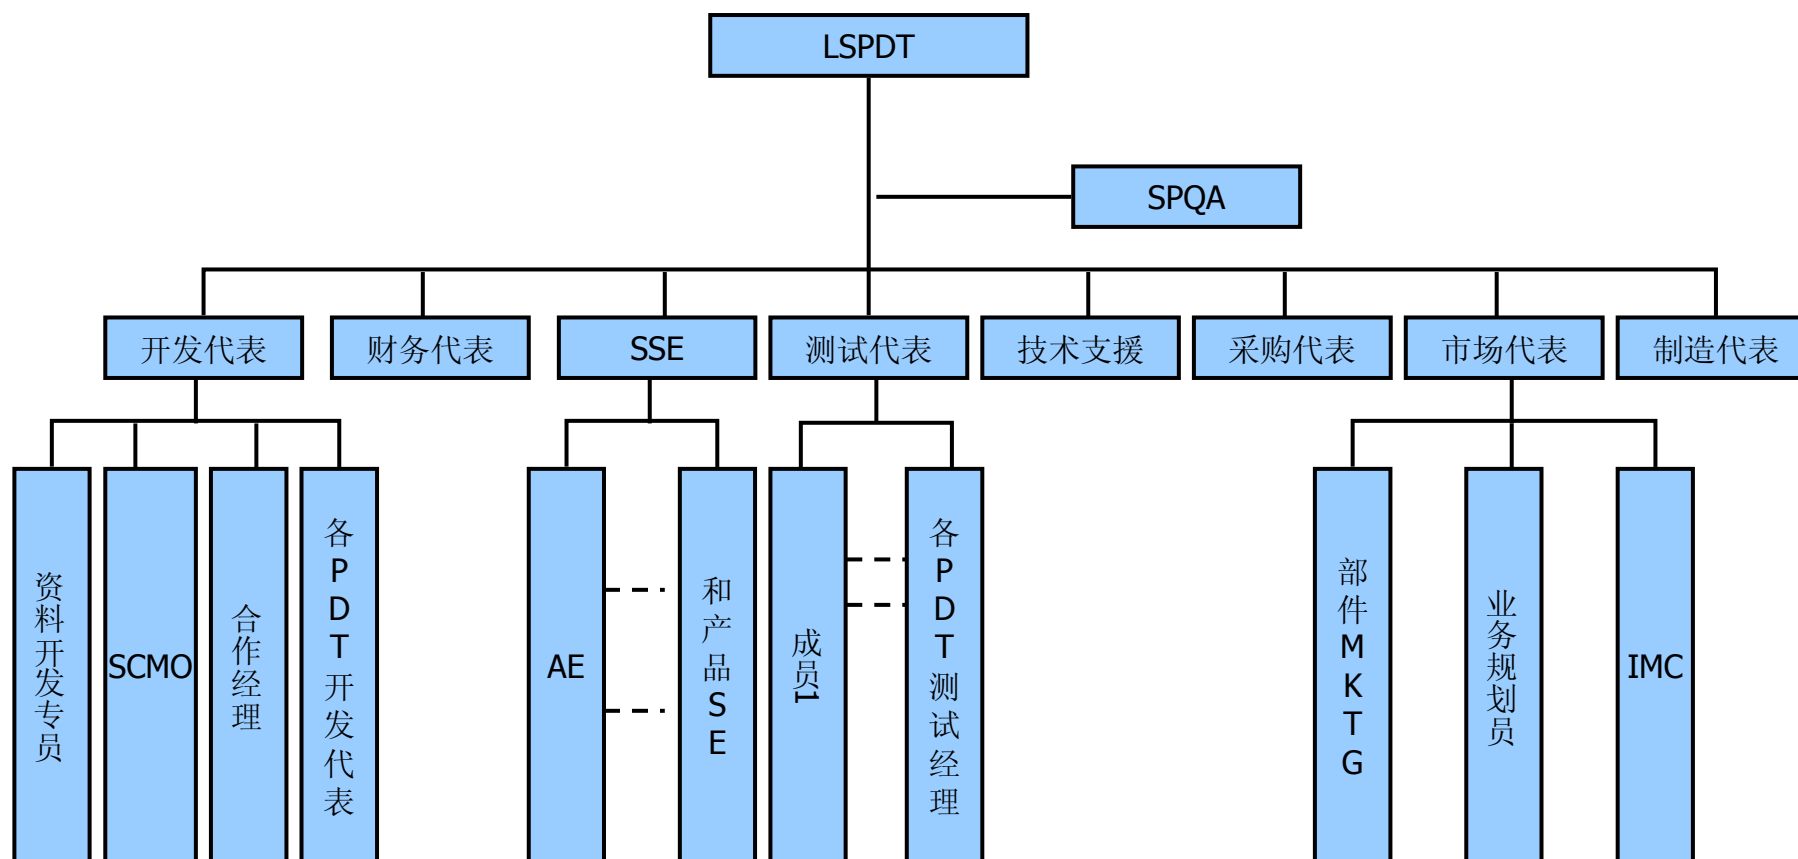 LSPDT
SPQA
开发代表
财务代表
SSE
测试代表
技术支援
采购代表
市场代表
制造代表
资料开发专员
SCMO
合作经理
各PDT开发代表
AE
和产品SE
成员1
各PDT测试经理
部件MKTG
业务规划员
IMC